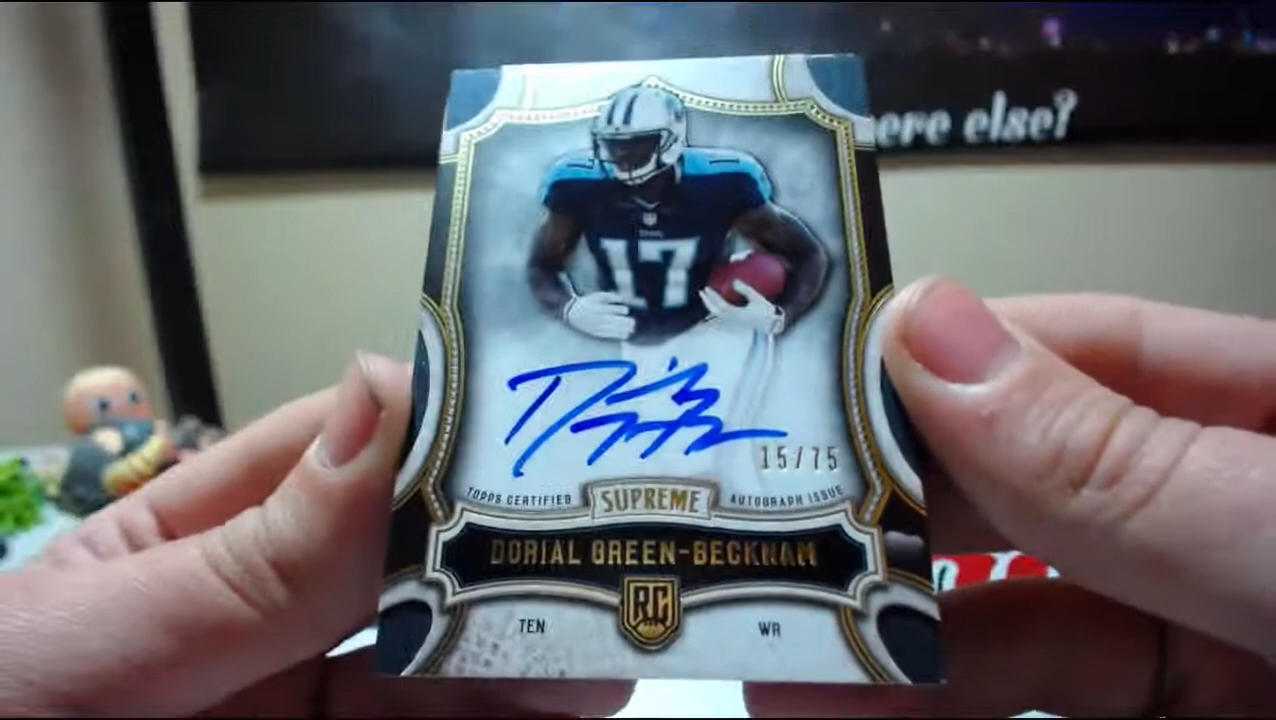 ere else?
17
15/75
TOPPS CERTIFIED SUPREME AUTOGRAPH ISSUE
DORIAL GREEN-BECKHAM
RC
TEN WR